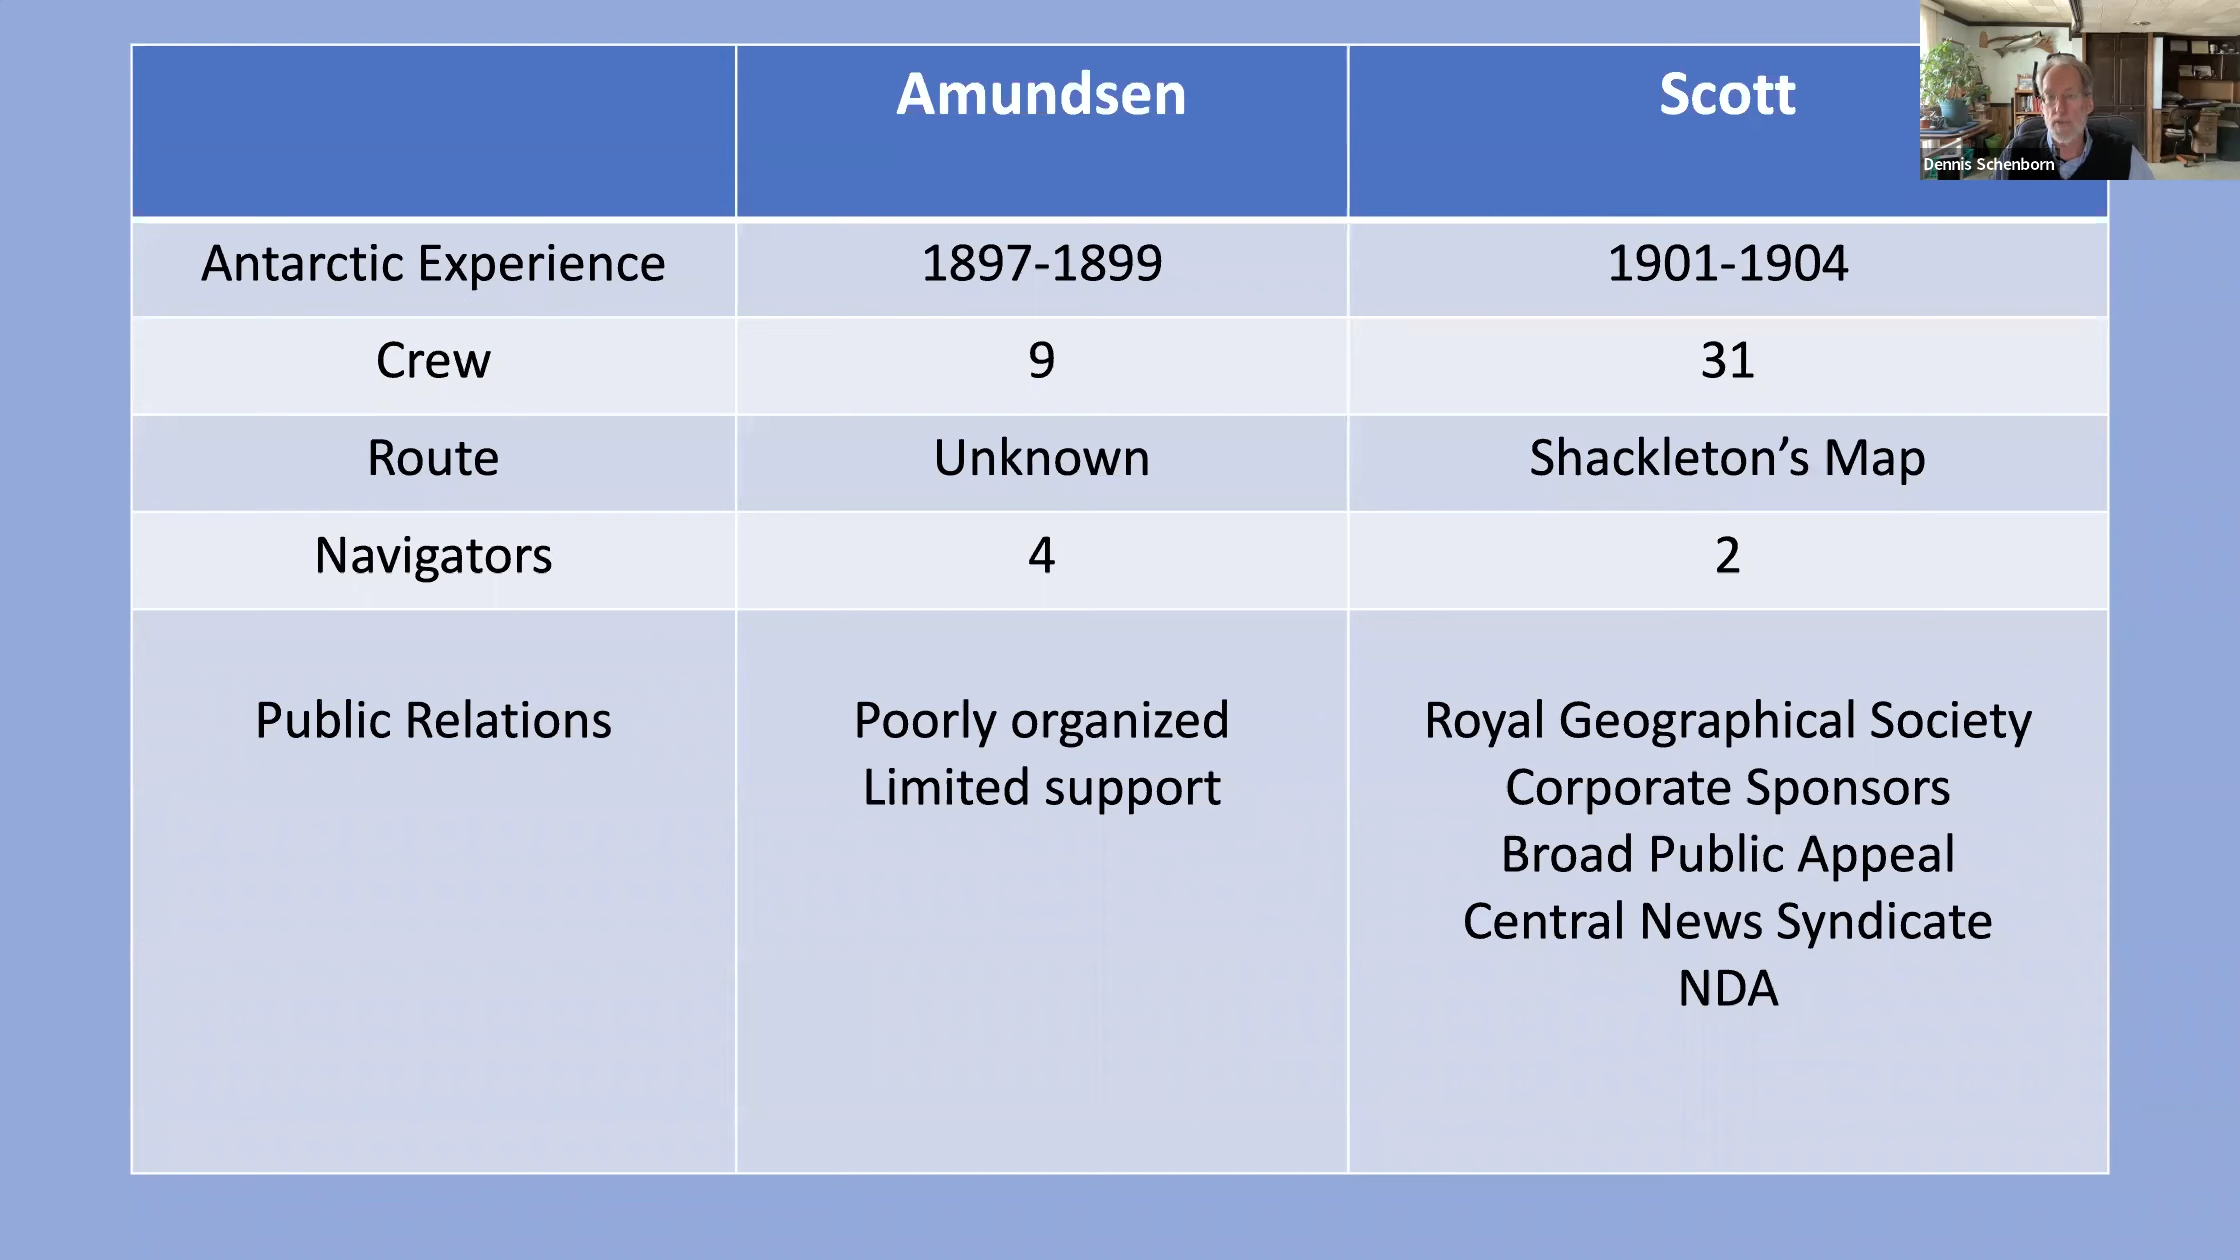 Amundsen
Scott
Dennis Schenborn
Antarctic Experience
1897-1899
1901-1904
Crew
9
31
Route
Unknown
Shackleton’s Map
Navigators
4
2
Public Relations
Poorly organized
Limited support
Royal Geographical Society
Corporate Sponsors
Broad Public Appeal
Central News Syndicate
NDA